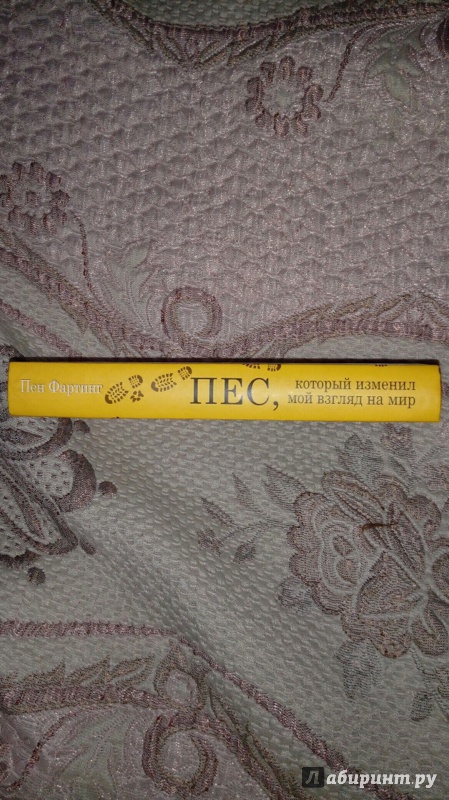 Пен Фартинг
ПЕС,
который изменил
мой взгляд на мир
Лабиринт.ру